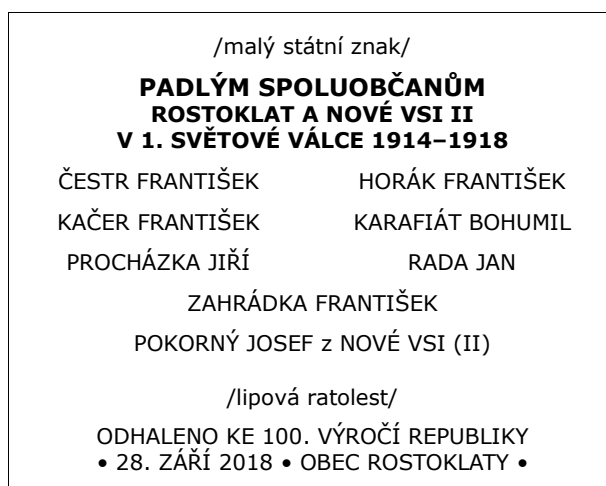 /malý státní znak/
PADLÝM SPOLUOBČANŮM
ROSTOKLAT A NOVÉ VSI II
V 1. SVĚTOVÉ VÁLCE 1914–1918
ČESTR FRANTIŠEK HORÁK FRANTIŠEK
KAČER FRANTIŠEK KARAFIÁT BOHUMIL
PROCHÁZKA JIŘÍ RADA JAN
ZAHRÁDKA FRANTIŠEK
POKORNÝ JOSEF z NOVÉ VSI (II)
/lipová ratolest/
ODHALENO KE 100. VÝROČÍ REPUBLIKY
• 28. ZÁŘÍ 2018 • OBEC ROSTOKLATY •